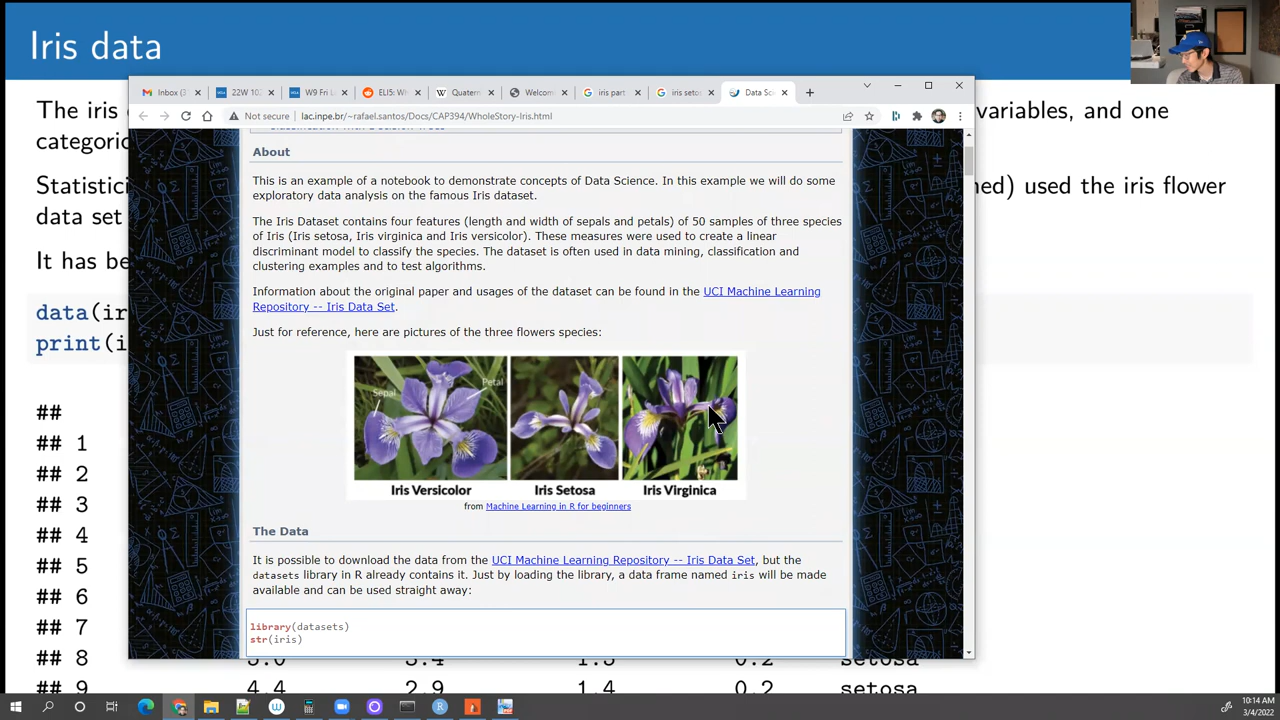 Iris data
The iris
variables, and one
categoric
Statistici
ned) used the iris flower
data set
It has be
data(ir
print(i
##
## 1
## 2
## 3
## 4
## 5
## 6
## 7
## 8
setosa
## 9 4.4 2.9 1.4 0.2 setosa
Inbox (3
22W 102
W9 Fri L
ELI5: Wh
Quatern
Welcom
iris part
iris seto
Data Sci
Not secure lac.inpe.br/~rafael.santos/Docs/CAP394/WholeStory-Iris.html
About
This is an example of a notebook to demonstrate concepts of Data Science. In this example we will do some
exploratory data analysis on the famous Iris dataset.
The Iris Dataset contains four features (length and width of sepals and petals) of 50 samples of three species
of Iris (Iris setosa, Iris virginica and Iris versicolor). These measures were used to create a linear
discriminant model to classify the species. The dataset is often used in data mining, classification and
clustering examples and to test algorithms.
Information about the original paper and usages of the dataset can be found in the UCI Machine Learning
Repository -- Iris Data Set.
Just for reference, here are pictures of the three flowers species:
Sepal
Petal
Iris Versicolor
Iris Setosa
Iris Virginica
from Machine Learning in R for beginners
The Data
It is possible to download the data from the UCI Machine Learning Repository -- Iris Data Set, but the
datasets library in R already contains it. Just by loading the library, a data frame named iris will be made
available and can be used straight away:
library(datasets)
str(iris)
10:14 AM
3/4/2022